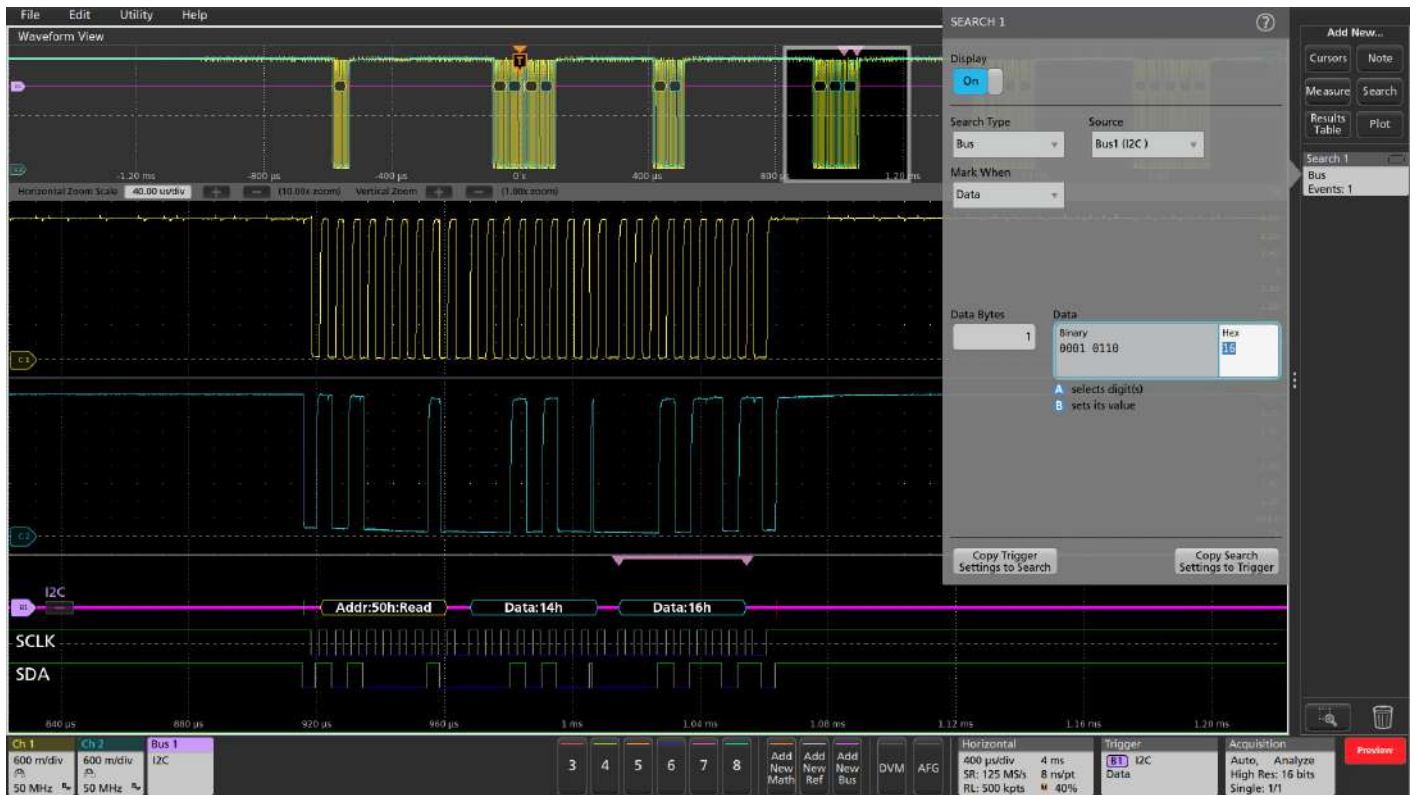 File Edit Utility Help
Waveform View
SEARCH 1
?
Add New...
Display
Cursors Note
On
Measure Search
Results Table Plot
Search Type Source
Bus Bus1 (I2C )
Search 1
Bus
Events: 1
Mark When
Data
T
B1
-1.20 ms -800 µs -400 µs 0 s 400 µs 800 µs 1.20 ms
Horizontal Zoom Scale 40.00 us/div + - (10.00x zoom) Vertical Zoom + - (1.00x zoom)
Data Bytes Data
1 Binary Hex
0001 0110 16
C1
A selects digit(s)
B sets its value
C2
Copy Trigger Settings to Search
Copy Search Settings to Trigger
I2C
B1 Addr:50h:Read Data:14h Data:16h
SCLK
SDA
840 µs 880 µs 920 µs 960 µs 1 ms 1.04 ms 1.08 ms 1.12 ms 1.16 ms 1.20 ms
Ch 1 Ch 2 Bus 1
600 mV/div 600 mV/div I2C
50 MHz 50 MHz
3 4 5 6 7 8
Add New Math
Add New Ref
Add New Bus
DVM AFG
Horizontal
400 µs/div 4 ms
SR: 125 MS/s 8 ns/pt
RL: 500 kpts 40%
Trigger
B1 I2C
Data
Acquisition
Auto, Analyze
High Res: 16 bits
Single: 1/1
Preview